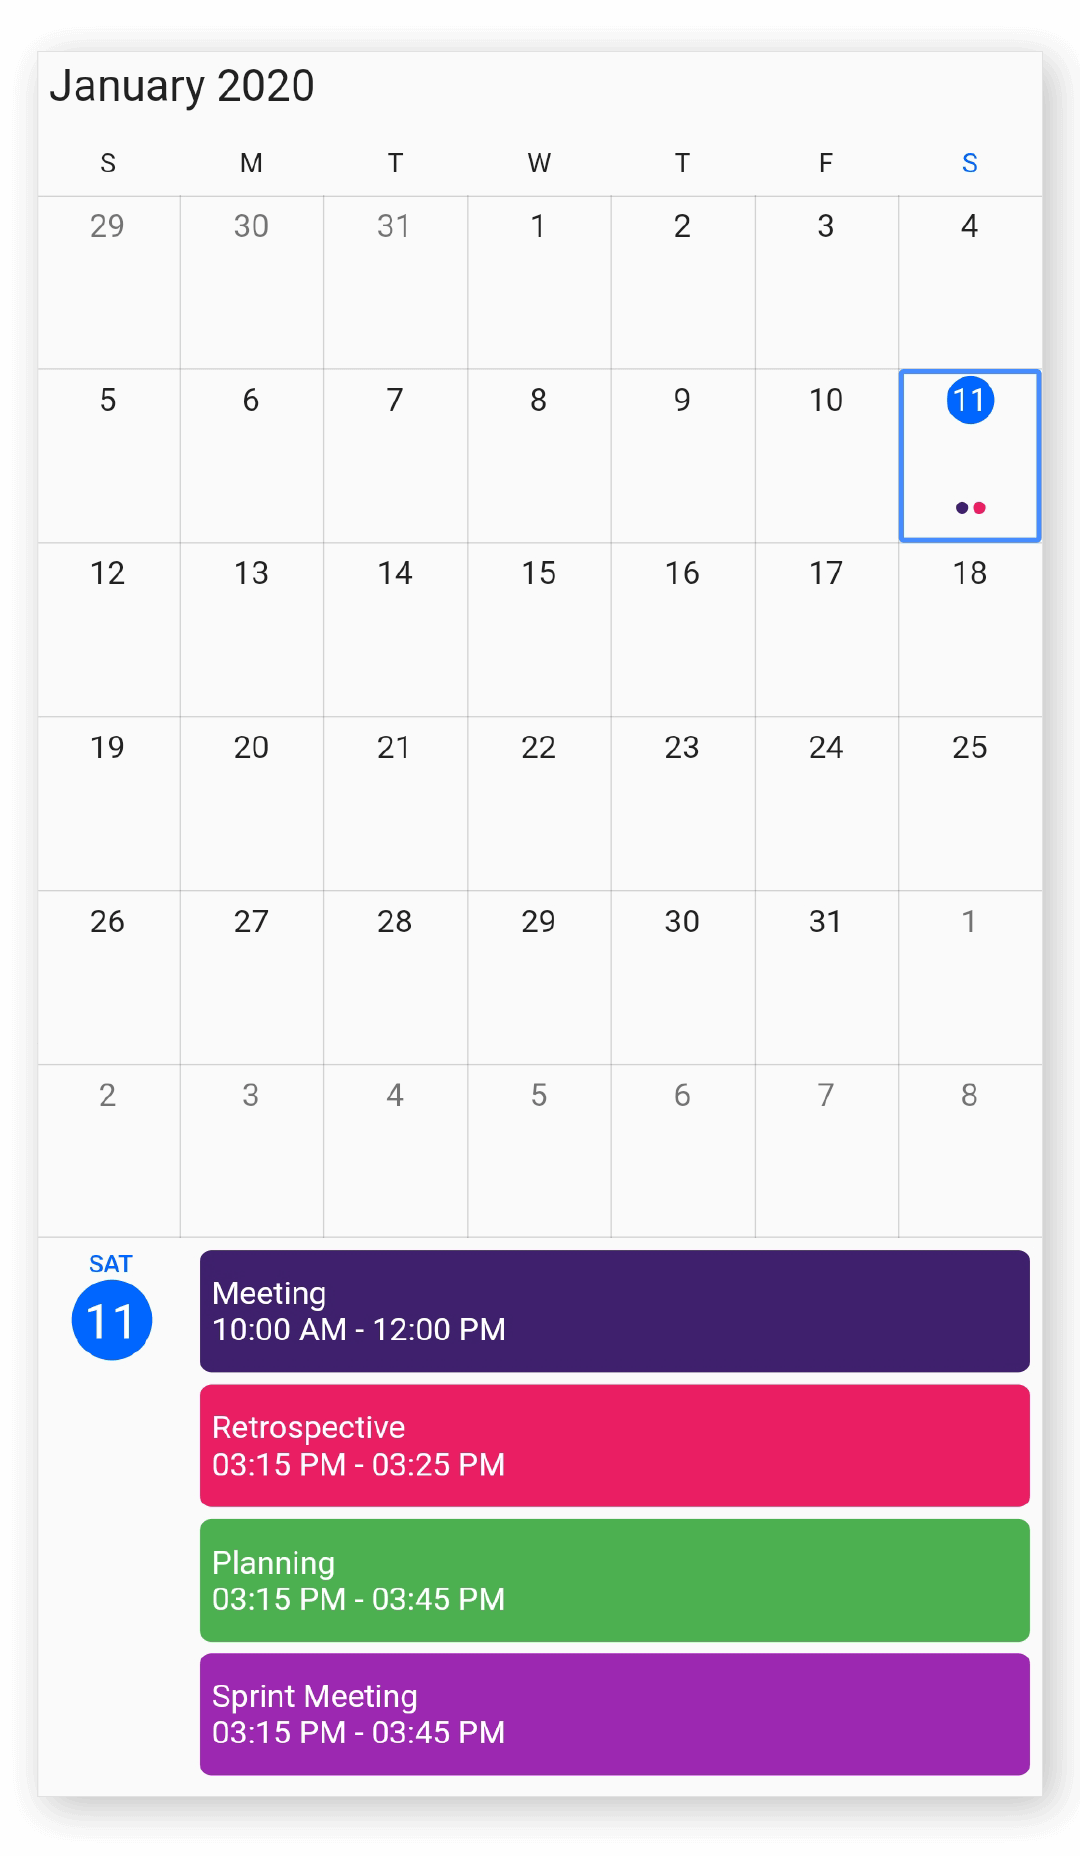 January 2020
S M T W T F S
29 30 31 1 2 3 4
5 6 7 8 9 10 11
12 13 14 15 16 17 18
19 20 21 22 23 24 25
26 27 28 29 30 31 1
2 3 4 5 6 7 8
SAT
11
Meeting
10:00 AM - 12:00 PM
Retrospective
03:15 PM - 03:25 PM
Planning
03:15 PM - 03:45 PM
Sprint Meeting
03:15 PM - 03:45 PM